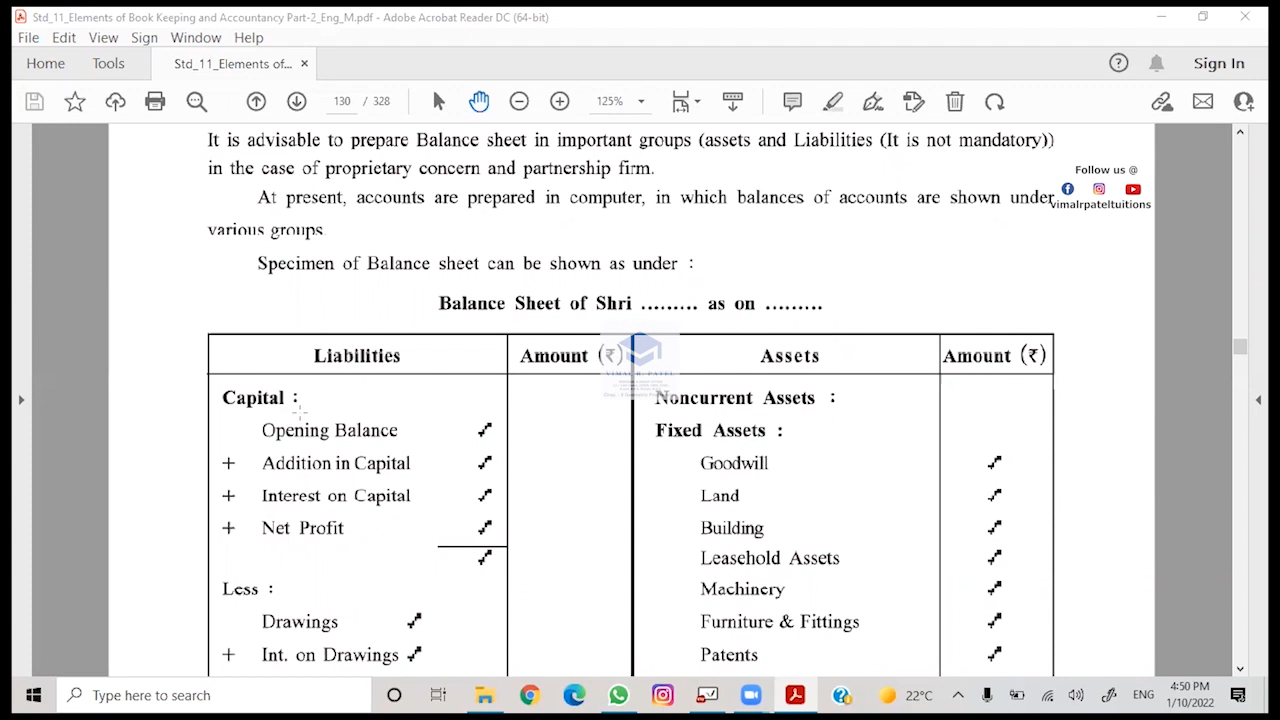 Std_11_Elements of Book Keeping and Accountancy Part-2_Eng_M.pdf - Adobe Acrobat Reader DC (64-bit)
File Edit View Sign Window Help
Home Tools Std_11_Elements of... × Sign In
130 / 328 125%
It is advisable to prepare Balance sheet in important groups (assets and Liabilities (It is not mandatory))
in the case of proprietary concern and partnership firm.
Follow us @
vimalrpateltuitions
At present, accounts are prepared in computer, in which balances of accounts are shown under
various groups.
Specimen of Balance sheet can be shown as under :
Balance Sheet of Shri ......... as on .........
Liabilities Amount (₹) Assets Amount (₹)
Capital : Noncurrent Assets :
Opening Balance Fixed Assets :
+ Addition in Capital Goodwill
+ Interest on Capital Land
+ Net Profit Building
Leasehold Assets
Less : Machinery
Drawings Furniture & Fittings
+ Int. on Drawings Patents
Type here to search 22°C ENG 4:50 PM
1/10/2022